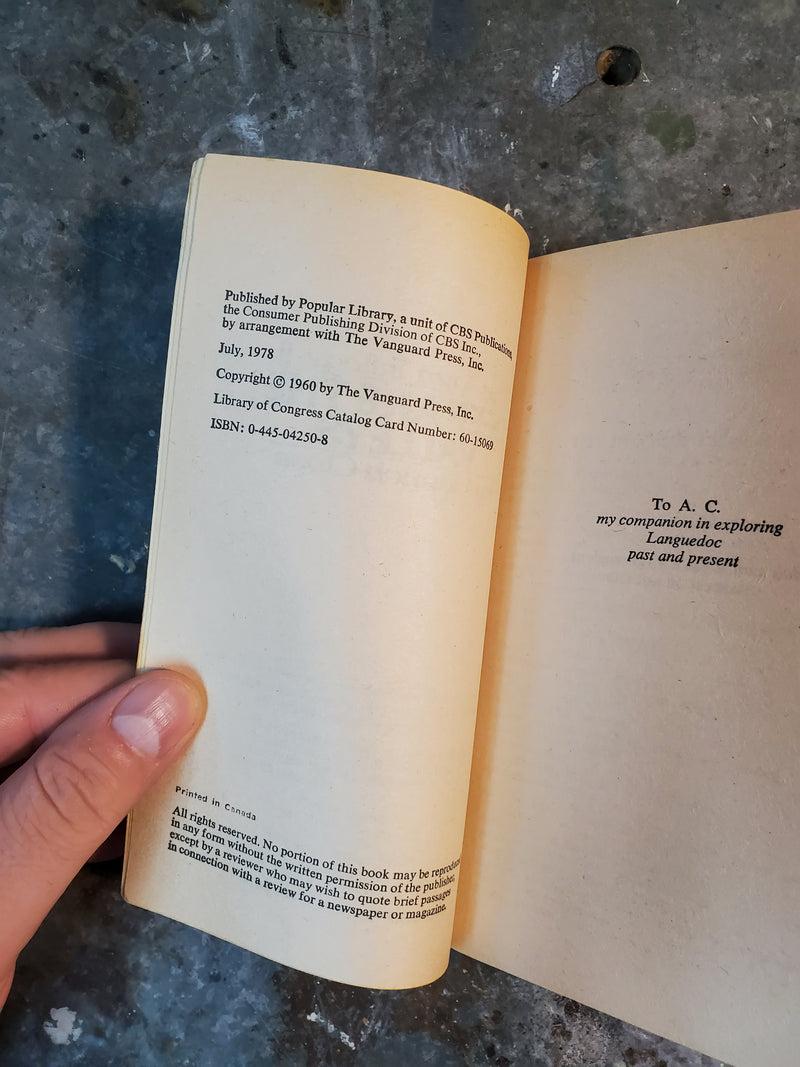 Published by Popular Library, a unit of CBS Publications,
the Consumer Publishing Division of CBS Inc.,
by arrangement with The Vanguard Press, Inc.
July, 1978
Copyright © 1960 by The Vanguard Press, Inc.
Library of Congress Catalog Card Number: 60-15069
ISBN: 0-445-04250-8
Printed in Canada
All rights reserved. No portion of this book may be reproduced
in any form without the written permission of the publisher,
except by a reviewer who may wish to quote brief passages
in connection with a review for a newspaper or magazine.
To A. C.
my companion in exploring
Languedoc
past and present